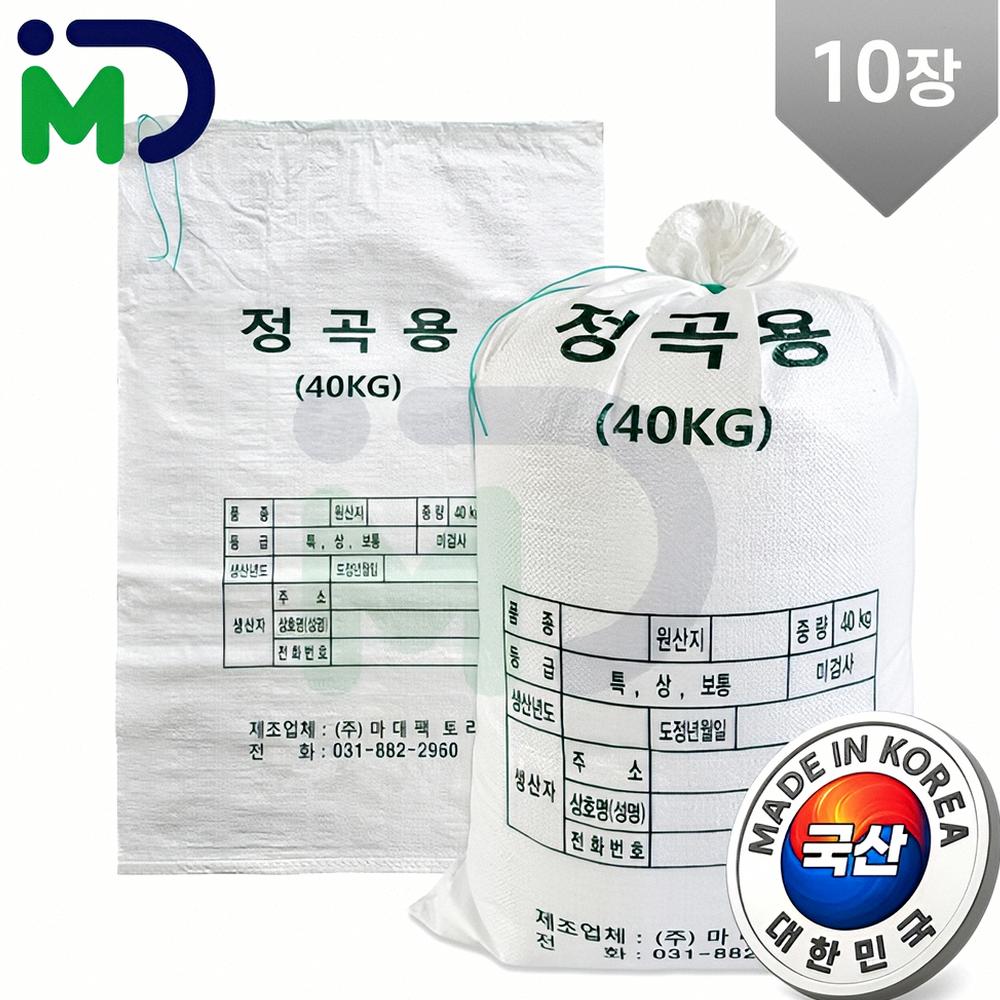 MD
10장
정곡용
(40KG)
품 종 원산지 중량 40 kg
등 급 특, 상, 보통 미검사
생산년도 도정년월일
생산자
주 소
상호명(성명)
전화번호
제조업체 : (주) 마대팩 토리
전 화 : 031-882-2960
정곡용
(40KG)
품 종 원산지 중량 40 kg
등 급 특, 상, 보통 미검사
생산년도 도정년월일
생산자
주 소
상호명(성명)
전화번호
제조업체 : (주) 마
전 화 : 031-882
MADE IN KOREA
국산
대한민국